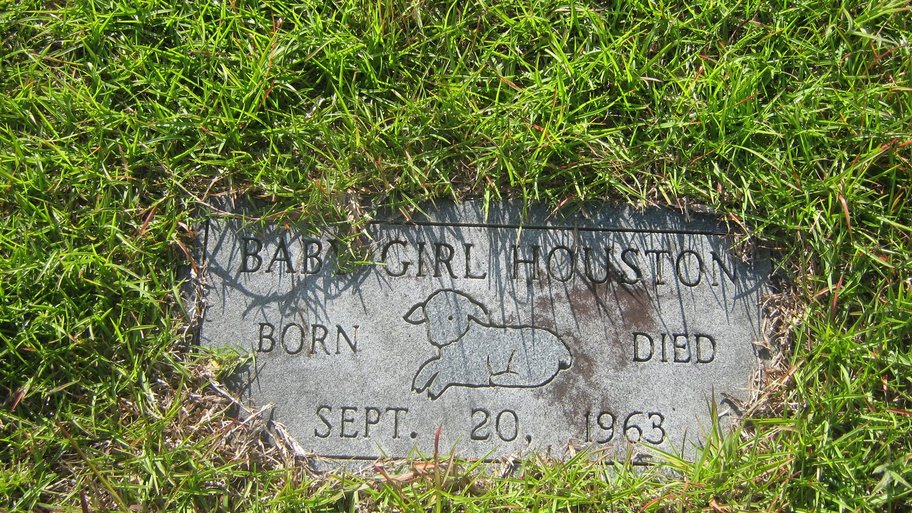 BABY GIRL HOUSTON
BORN DIED
SEPT. 20, 1963